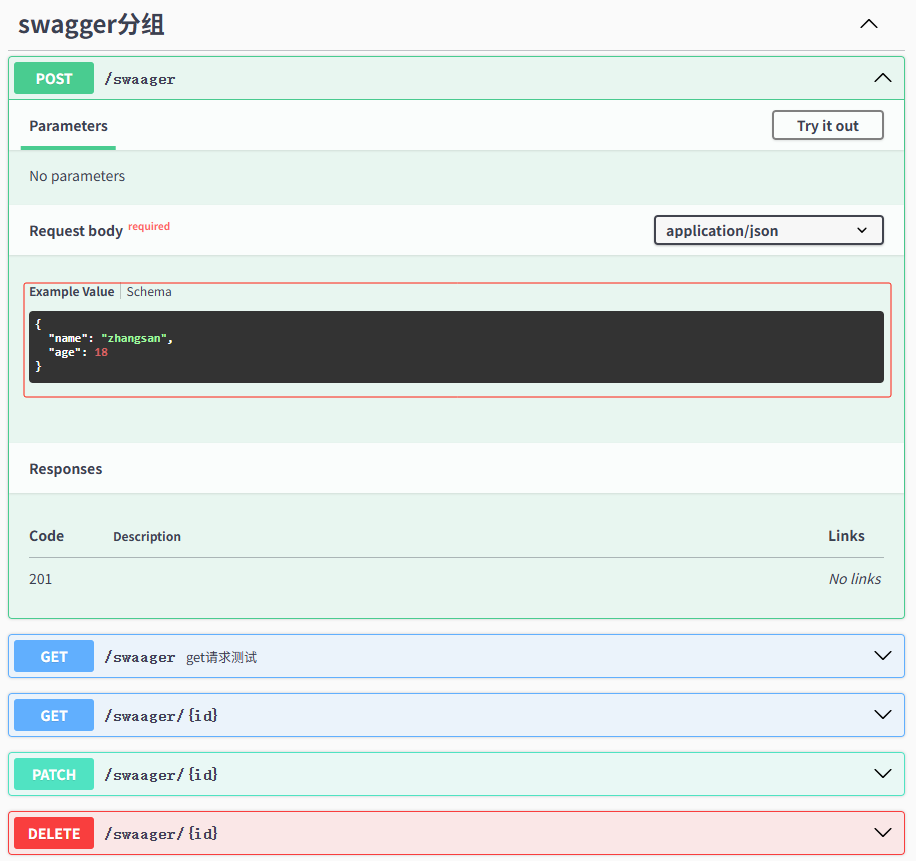 swagger分组
POST /swaager
Parameters Try it out
No parameters
Request body required application/json
Example Value Schema
{
"name": "zhangsan",
"age": 18
}
Responses
Code Description Links
201 No links
GET /swaager get请求测试
GET /swaager/{id}
PATCH /swaager/{id}
DELETE /swaager/{id}